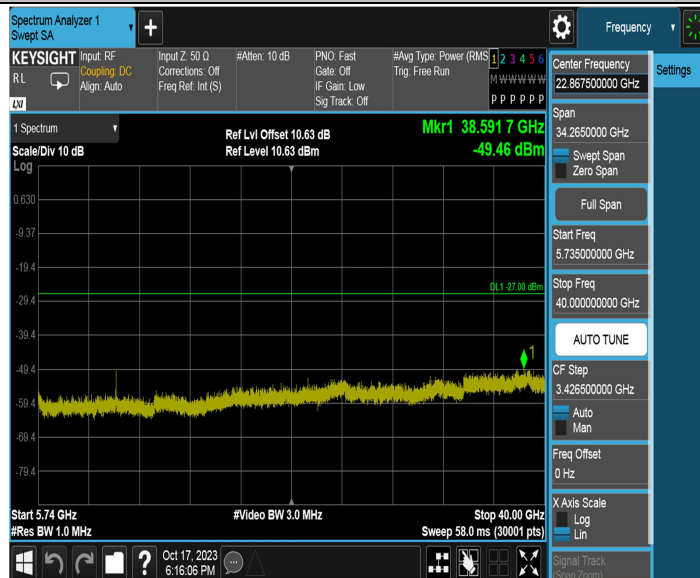 Spectrum Analyzer 1
Swept SA
Frequency
KEYSIGHT
RL
LXI
Input: RF
Coupling: DC
Align: Auto
Input Z: 50 Ω
Corrections: Off
Freq Ref: Int (S)
#Atten: 10 dB
PNO: Fast
Gate: Off
IF Gain: Low
Sig Track: Off
#Avg Type: Power (RMS
Trig: Free Run
1 2 3 4 5 6
M W W W W W
P P P P P P
Center Frequency
22.867500000 GHz
Settings
Span
34.2650000 GHz
Swept Span
Zero Span
Full Span
Start Freq
5.735000000 GHz
Stop Freq
40.000000000 GHz
AUTO TUNE
CF Step
3.426500000 GHz
Auto
Man
Freq Offset
0 Hz
X Axis Scale
Log
Lin
Signal Track
(Span Zoom)
1 Spectrum
Scale/Div 10 dB
Log
Ref Lvl Offset 10.63 dB
Ref Level 10.63 dBm
Mkr1 38.591 7 GHz
-49.46 dBm
0.630
-9.37
-19.4
DL1 -27.00 dBm
-29.4
-39.4
1
-49.4
-59.4
-69.4
-79.4
Start 5.74 GHz
#Video BW 3.0 MHz
Stop 40.00 GHz
#Res BW 1.0 MHz
Sweep 58.0 ms (30001 pts)
?
Oct 17, 2023
6:16:06 PM